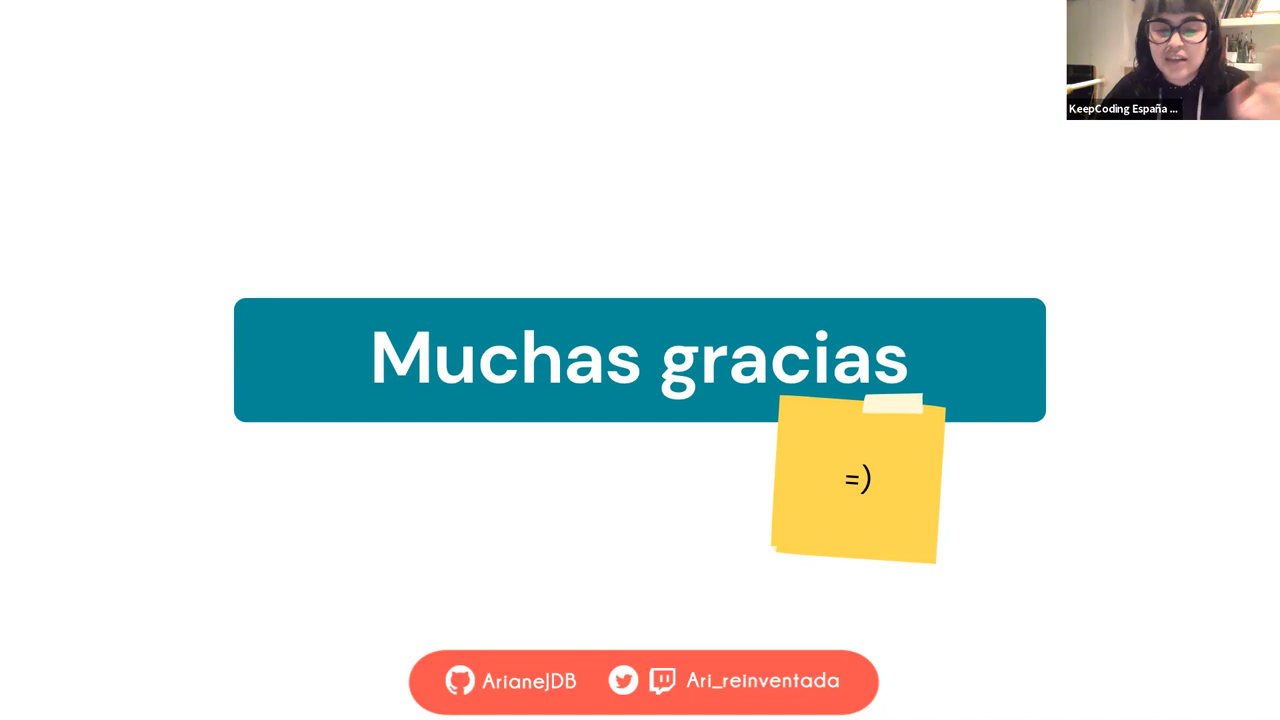 KeepCoding España ...
Muchas gracias
=)
ArianeJDB Ari_reinventada